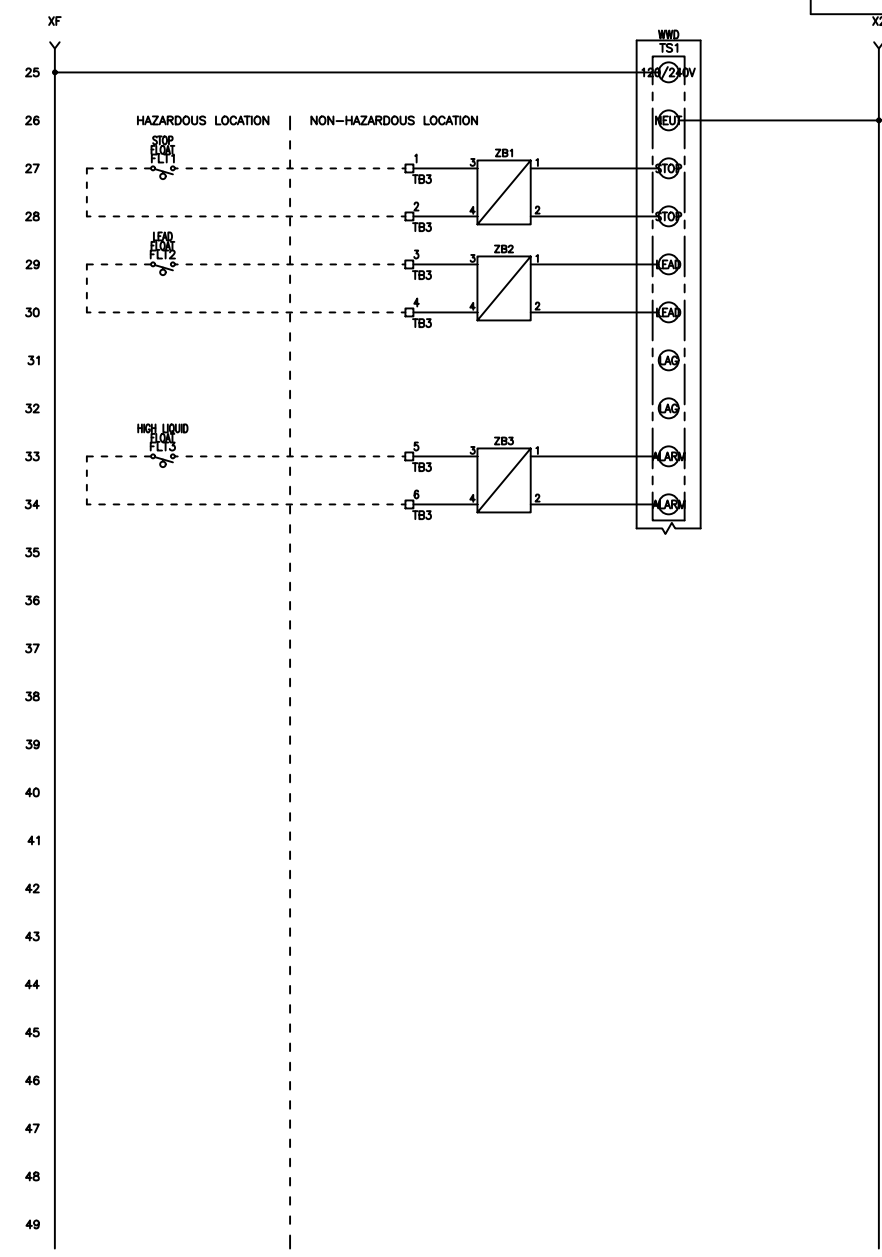 XF
X2
WWD
TS1
25
120/240V
26
HAZARDOUS LOCATION
NON-HAZARDOUS LOCATION
NEUT
STOP
FLOAT
FLT1
27
1
TB3
3
ZB1
1
STOP
28
2
TB3
4
2
STOP
LEAD
FLOAT
FLT2
29
3
TB3
3
ZB2
1
LEAD
30
4
TB3
4
2
LEAD
31
LAG
32
LAG
HIGH LIQUID
FLOAT
FLT3
33
5
TB3
3
ZB3
1
ALARM
34
6
TB3
4
2
ALARM
35
36
37
38
39
40
41
42
43
44
45
46
47
48
49